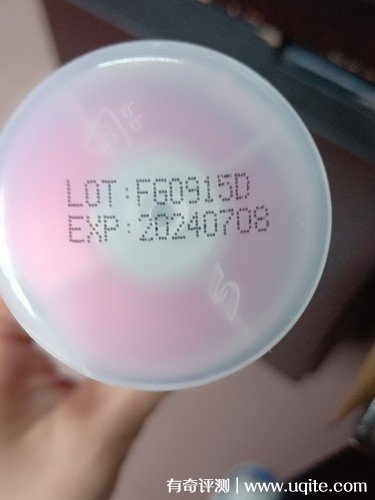 LOT:FG0915D
EXP:20240708
有奇评测 | www.uqite.com